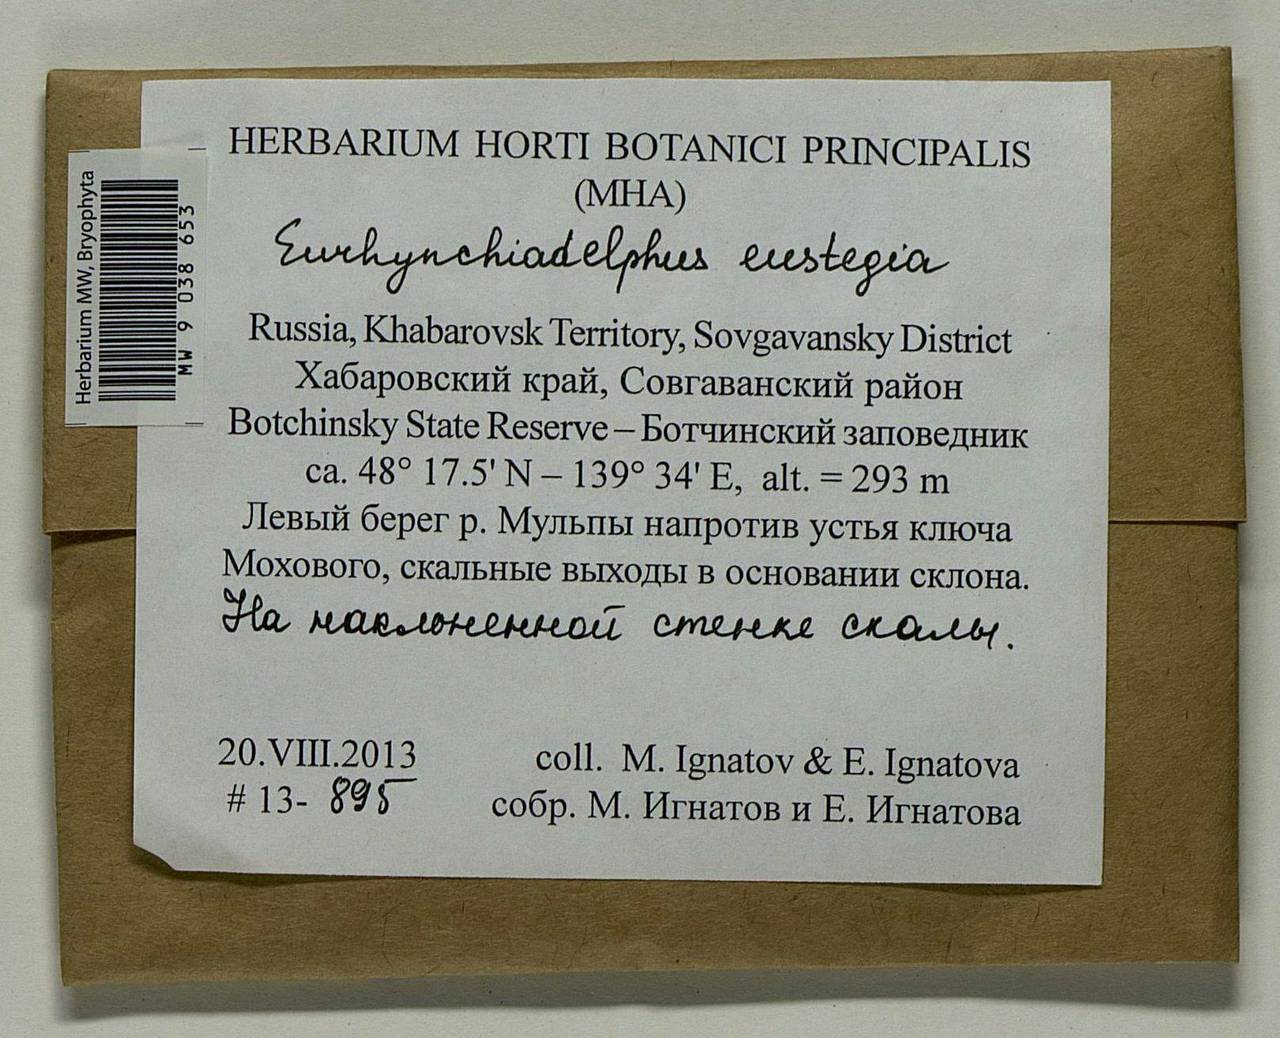 HERBARIUM HORTI BOTANICI PRINCIPALIS
(MHA)
Eurhynchiadelphus eustegia
Russia, Khabarovsk Territory, Sovgavansky District
Хабаровский край, Совгаванский район
Botchinsky State Reserve – Ботчинский заповедник
ca. 48° 17.5' N – 139° 34' E, alt. = 293 m
Левый берег р. Мульпы напротив устья ключа
Мохового, скальные выходы в основании склона.
На наклоненной стенке скалы.
20.VIII.2013
# 13- 895
coll. M. Ignatov & E. Ignatova
собр. М. Игнатов и Е. Игнатова
Herbarium MW, Bryophyta
MW 9 038 653